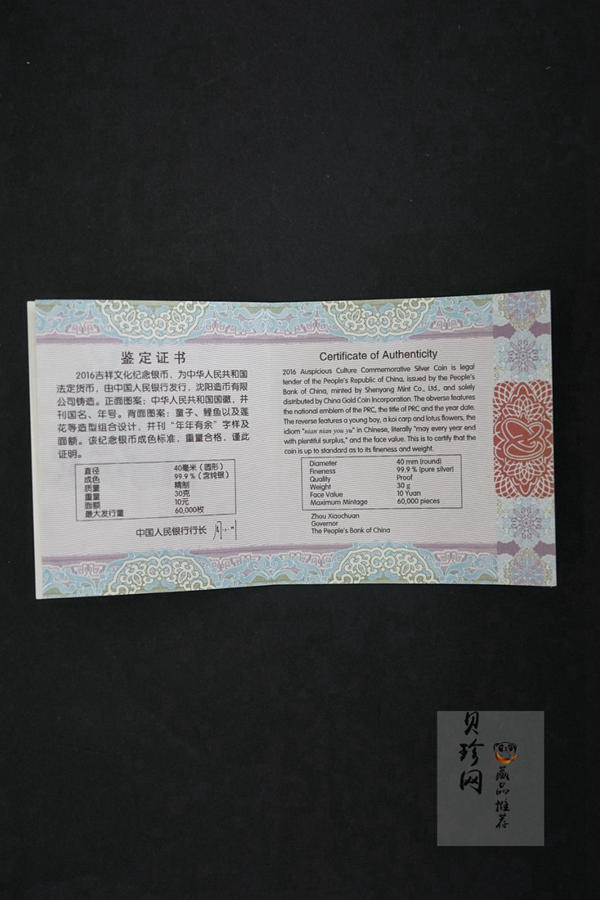 鉴定证书
2016吉祥文化纪念银币，为中华人民共和国
法定货币，由中国人民银行发行，沈阳造币有限
公司铸造。正面图案：中华人民共和国国徽，并
刊国名、年号。背面图案：童子、鲤鱼以及莲
花等造型组合设计，并刊“年年有余”字样及
面额。该纪念银币成色标准，重量合格，谨此
证明。
直径 40毫米（圆形）
成色 99.9％（含纯银）
质量 精制
重量 30克
面额 10元
最大发行量 60,000枚
中国人民银行行长
Certificate of Authenticity
2016 Auspicious Culture Commemorative Silver Coin is legal
tender of the People's Republic of China, issued by the People's
Bank of China, minted by Shenyang Mint Co., Ltd., and solely
distributed by China Gold Coin Incorporation. The obverse features
the national emblem of the PRC, the title of PRC and the year date.
The reverse features a young boy, a koi carp and lotus flowers, the
idiom "nian nian you yu" in Chinese, literally "may every year end
with plentiful surplus," and the face value. This is to certify that the
coin is up to standard as to its fineness and weight.
Diameter 40 mm (round)
Fineness 99.9 % (pure silver)
Quality Proof
Weight 30 g
Face Value 10 Yuan
Maximum Mintage 60,000 pieces
Zhou Xiaochuan
Governor
The People's Bank of China
贝珍网
藏品推荐